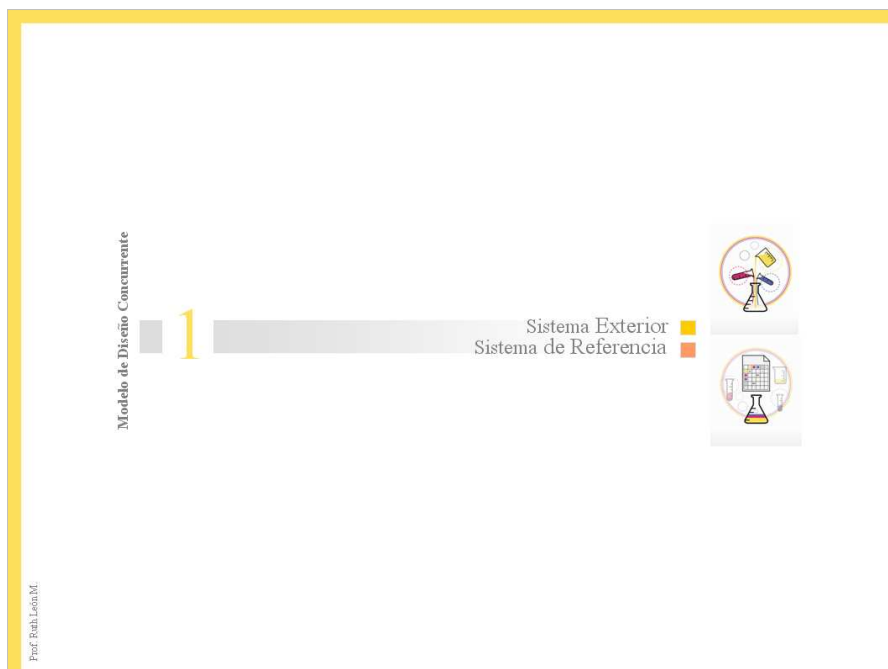 Modelo de Diseño Concurrente
1
Sistema Exterior
Sistema de Referencia
Prof. Ruth León M.